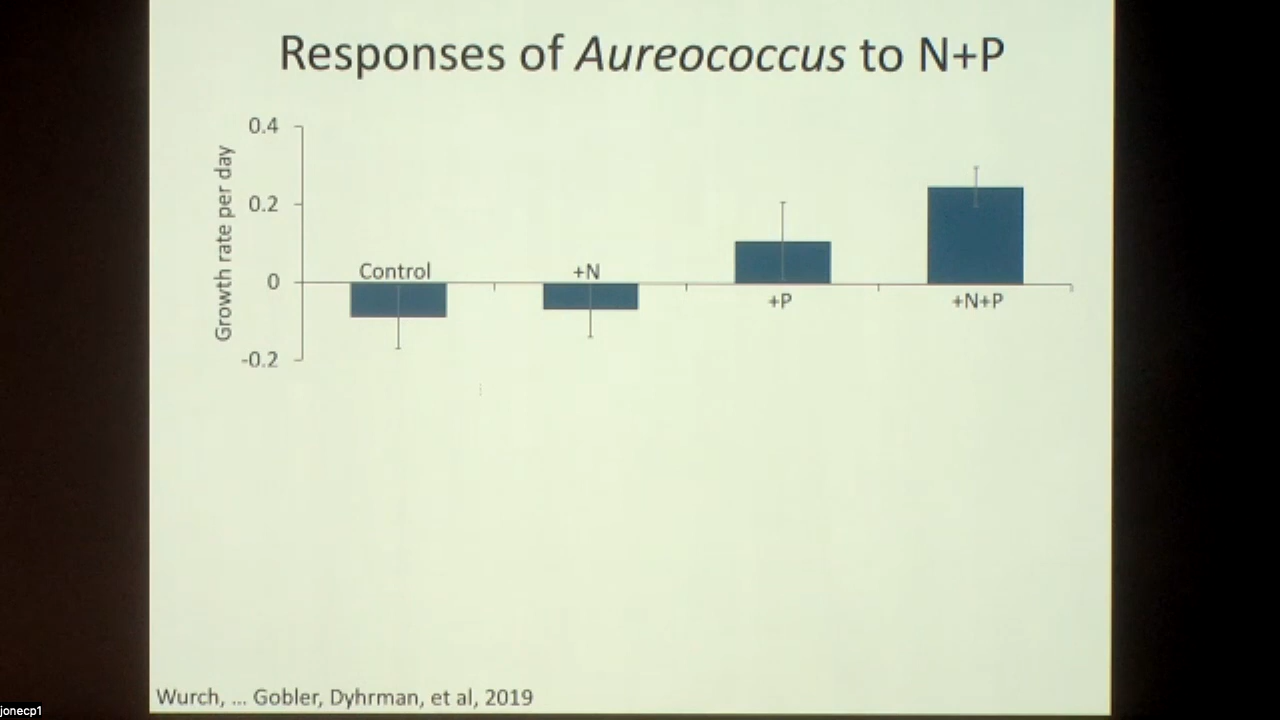 Responses of Aureococcus to N+P
0.4
0.2
0
-0.2
Growth rate per day
Control
+N
+P
+N+P
Wurch, ... Gobler, Dyhrman, et al, 2019
jonecp1